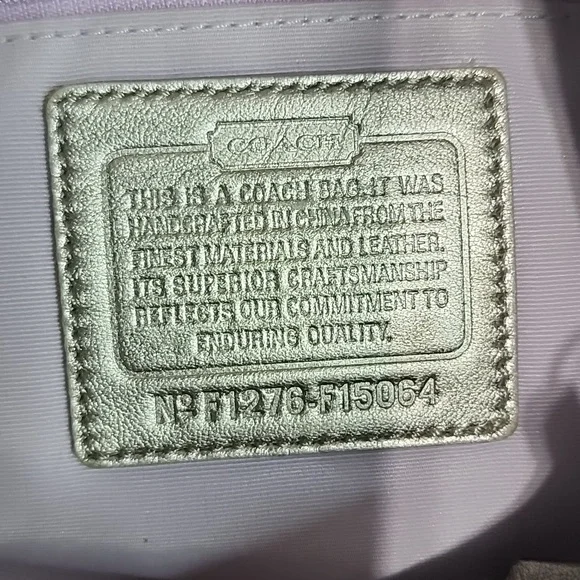 COACH
THIS IS A COACH BAG. IT WAS
HANDCRAFTED IN CHINA FROM THE
FINEST MATERIALS AND LEATHER.
ITS SUPERIOR CRAFTSMANSHIP
REFLECTS OUR COMMITMENT TO
ENDURING QUALITY.
Nº F1276-F15064